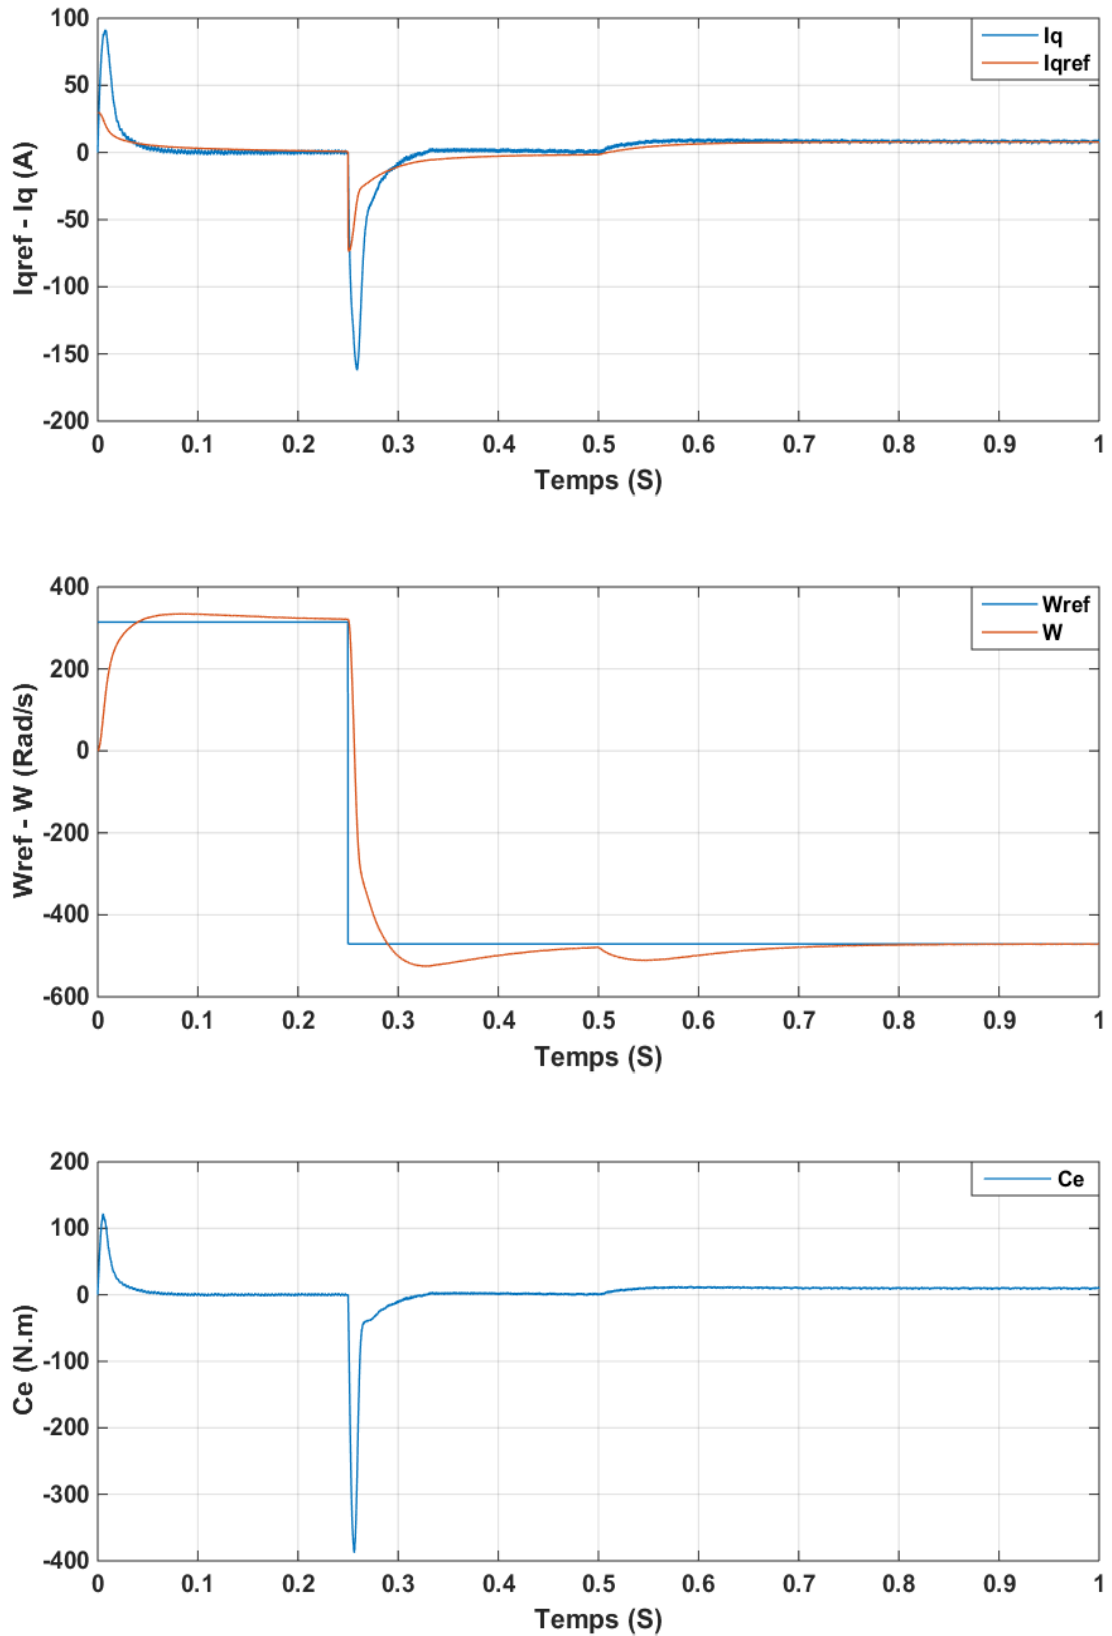 100
50
0
-50
-100
-150
-200
Iqref - Iq (A)
Iq
Iqref
0 0.1 0.2 0.3 0.4 0.5 0.6 0.7 0.8 0.9 1
Temps (S)
400
200
0
-200
-400
-600
Wref - W (Rad/s)
Wref
W
0 0.1 0.2 0.3 0.4 0.5 0.6 0.7 0.8 0.9 1
Temps (S)
200
100
0
-100
-200
-300
-400
Ce (N.m)
Ce
0 0.1 0.2 0.3 0.4 0.5 0.6 0.7 0.8 0.9 1
Temps (S)